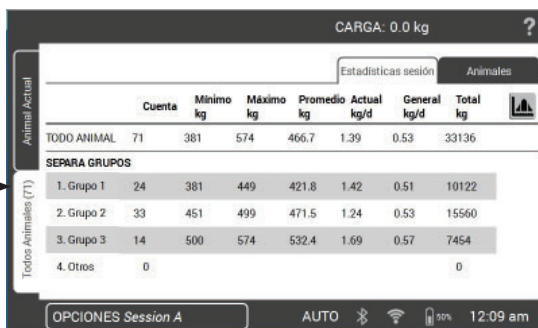 CARGA: 0.0 kg ?
Estadísticas sesión Animales
Animal Actual
Todos Animales (71)
Cuenta Mínimo kg Máximo kg Promedio kg Actual kg/d General kg/d Total kg
TODO ANIMAL 71 381 574 466.7 1.39 0.53 33136
SEPARA GRUPOS
1. Grupo 1 24 381 449 421.8 1.42 0.51 10122
2. Grupo 2 33 451 499 471.5 1.24 0.53 15560
3. Grupo 3 14 500 574 532.4 1.69 0.57 7454
4. Otros 0 0
OPCIONES Session A AUTO 50% 12:09 am